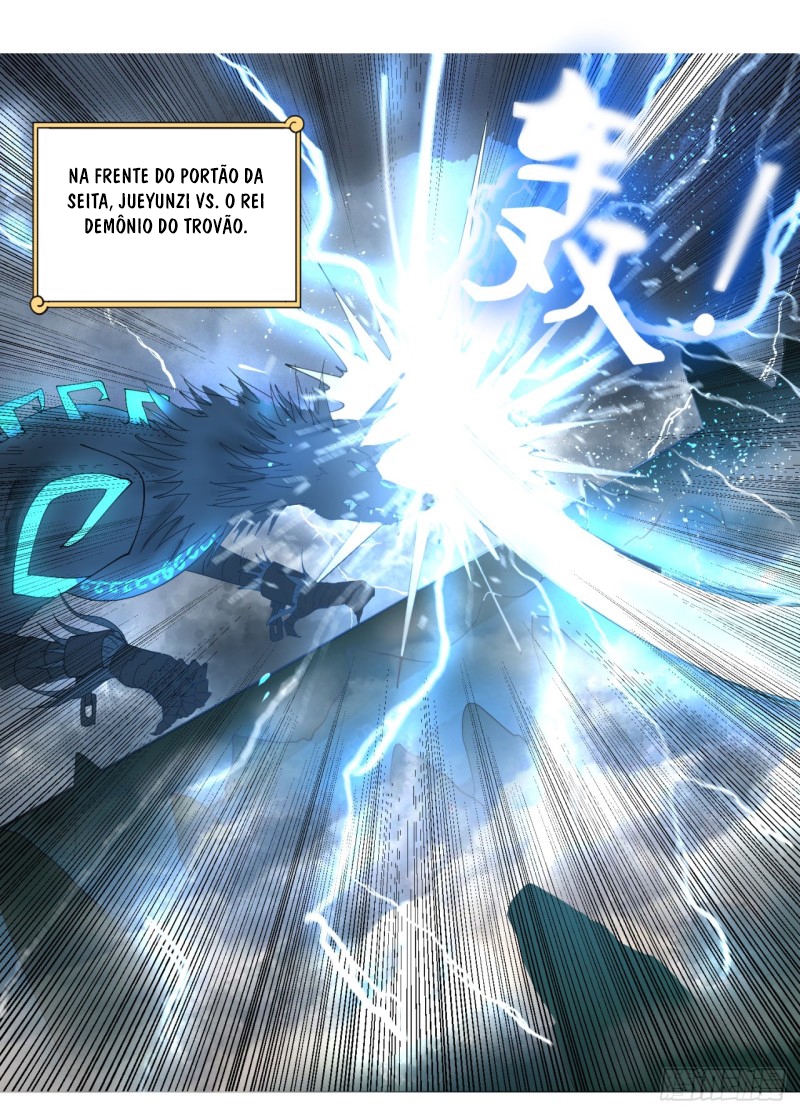 NA FRENTE DO PORTÃO DA
SEITA, JUEYUNZI VS. O REI
DEMÔNIO DO TROVÃO.
轰!